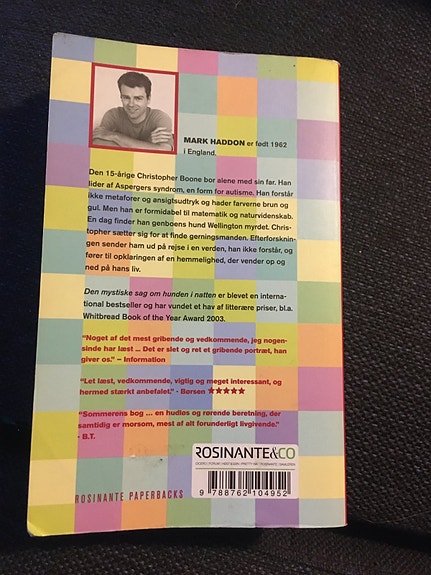 MARK HADDON er født 1962
i England.
Den 15-årige Christopher Boone bor alene med sin far. Han
lider af Aspergers syndrom, en form for autisme. Han forstår
ikke metaforer og ansigtsudtryk og hader farverne brun og
gul. Men han er formidabel til matematik og naturvidenskab.
En dag finder han genboens hund Wellington myrdet. Chris-
topher sætter sig for at finde gerningsmanden. Efterforsknin-
gen sender ham ud på rejse i en verden, han ikke forstår, og
fører til opklaringen af en hemmelighed, der vender op og
ned på hans liv.
Den mystiske sag om hunden i natten er blevet en interna-
tional bestseller og har vundet et hav af litterære priser, bl.a.
Whitbread Book of the Year Award 2003.
"Noget af det mest gribende og vedkommende, jeg nogen-
sinde har læst ... Det er slet og ret et gribende portræt, han
giver os." – Information
"Let læst, vedkommende, vigtig og meget interessant, og
hermed stærkt anbefalet." - Børsen ★★★★★
"Sommerens bog ... en hudløs og rørende beretning, der
samtidig er morsom, mest af alt forunderligt livgivende."
- B.T.
ROSINANTE&CO
ROSINANTE PAPERBACKS
9 788762 104952